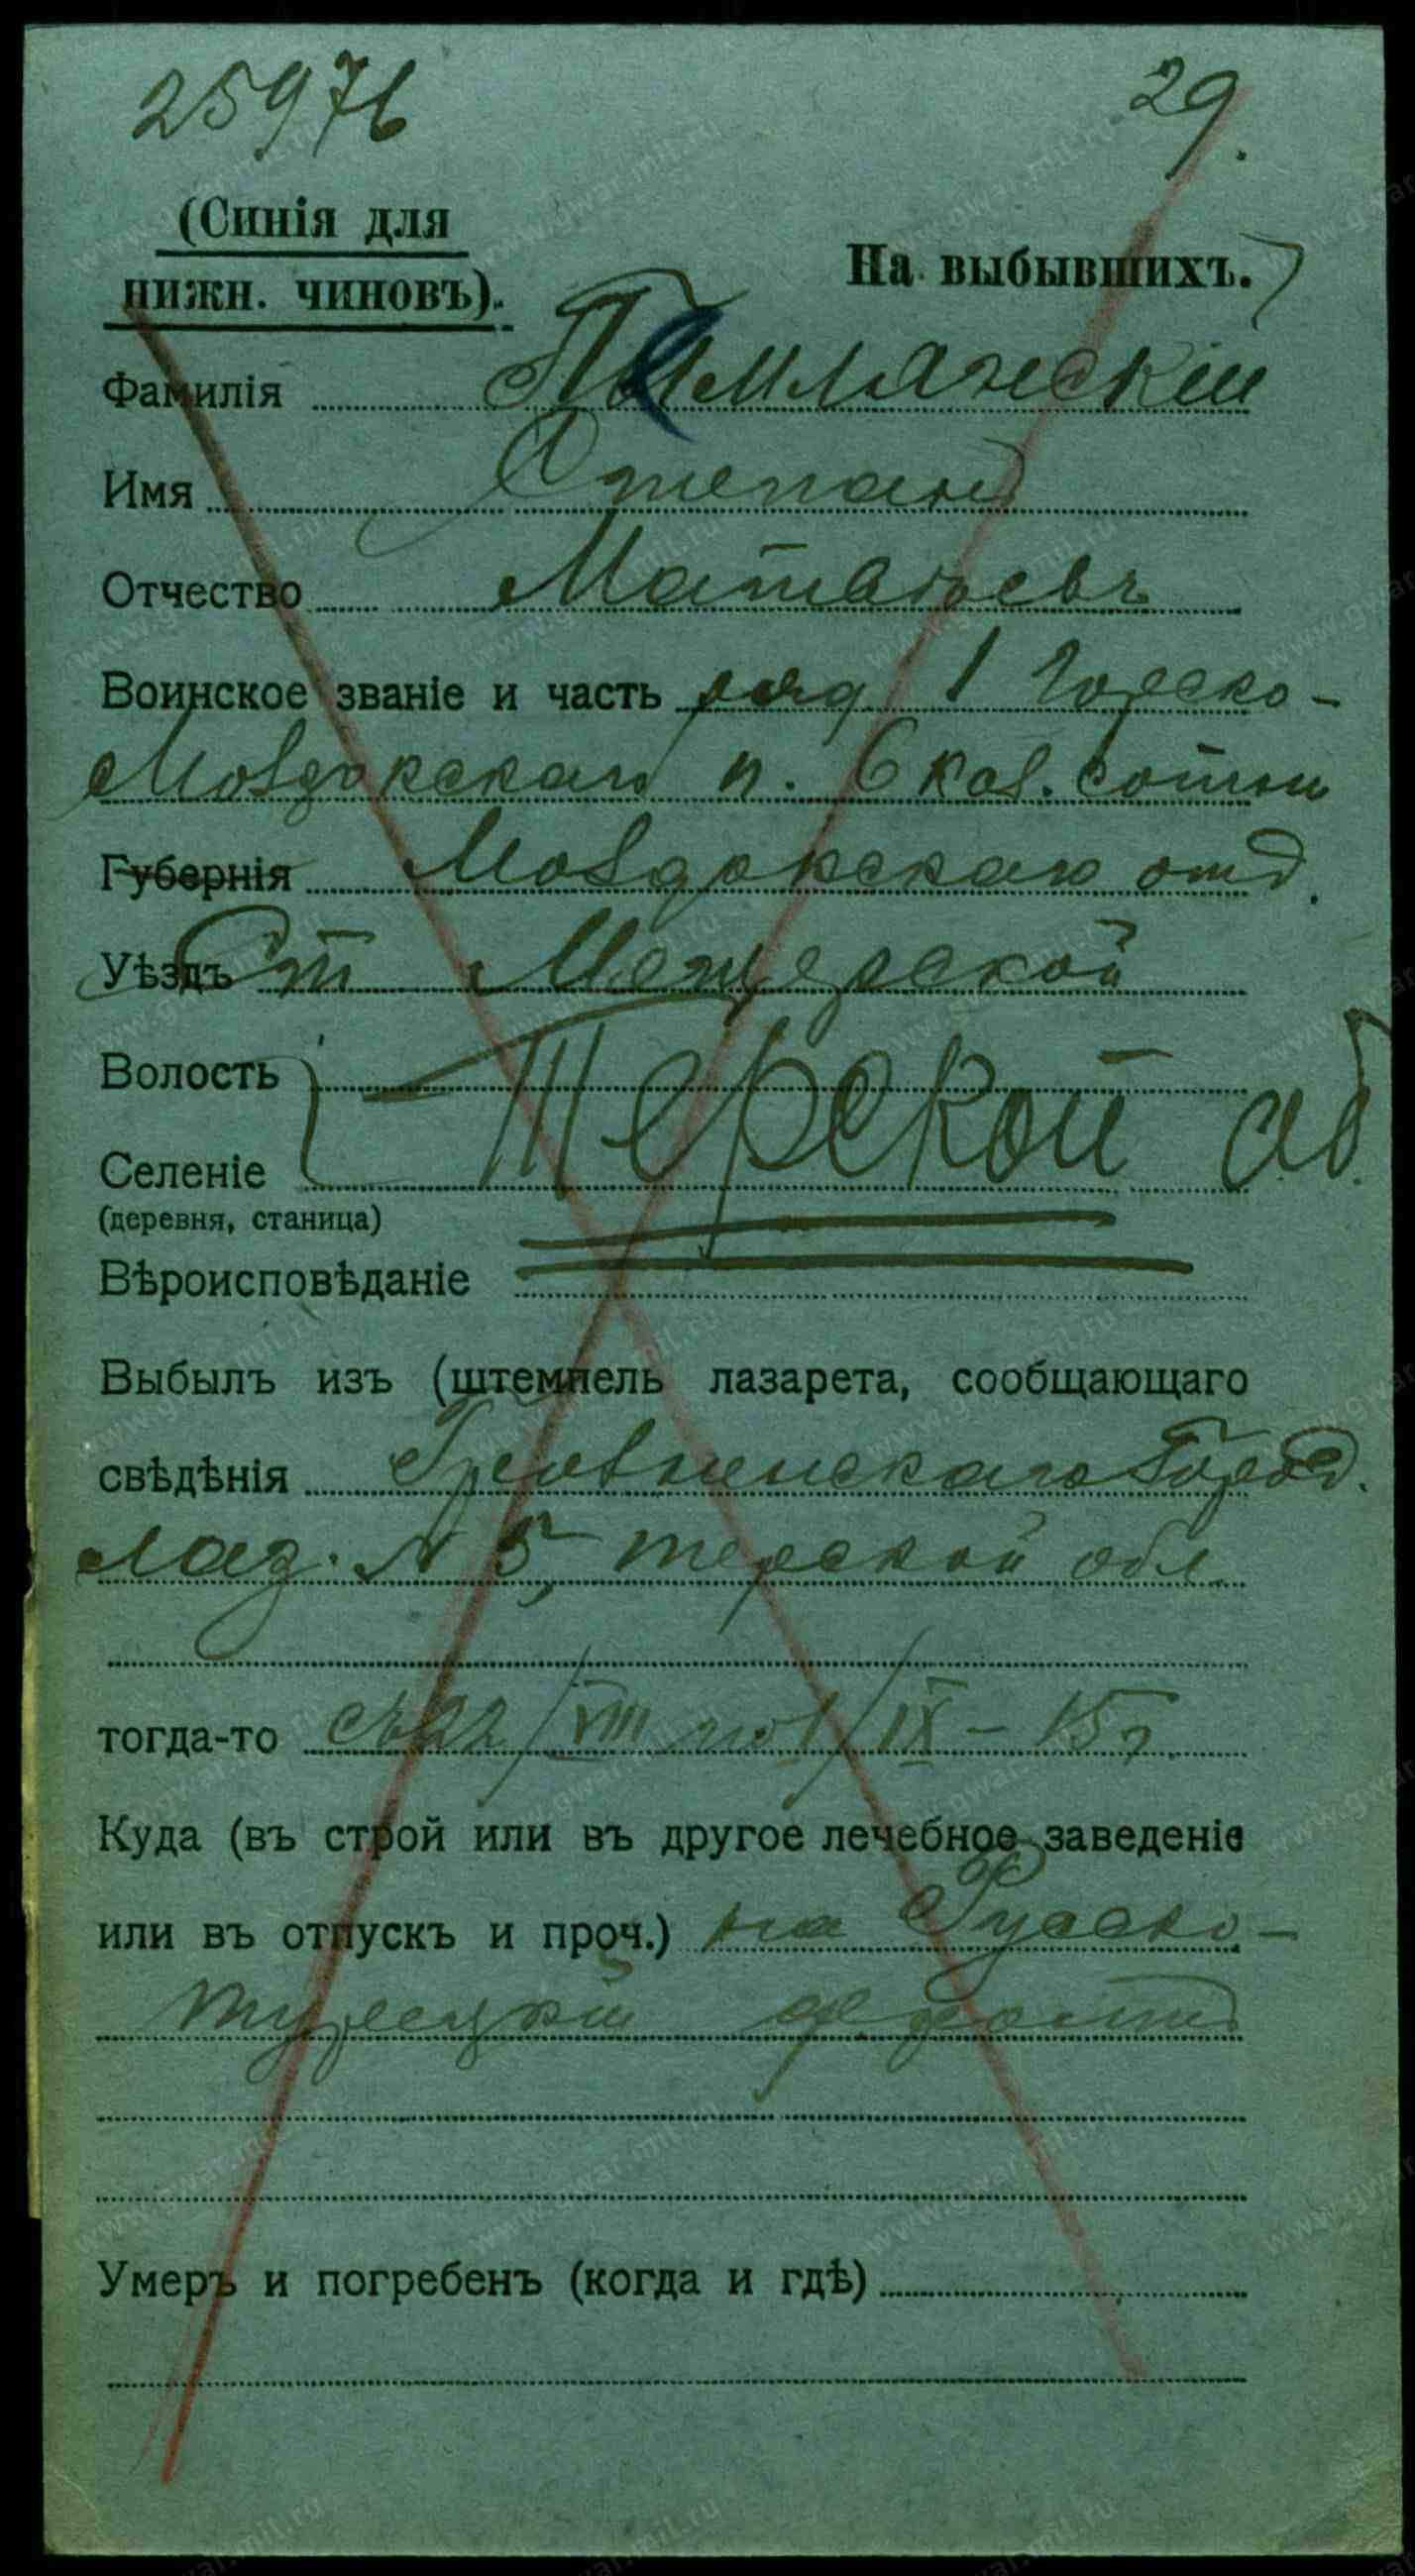 25976
29.
(Синія для
нижн. чиновъ).
На выбывшихъ.
Фамилія
Имя Степанъ
Отчество Матвѣевъ
Воинское званіе и часть ряд 1 Горско-
Моздокскаго п. 6 каз. сотни
Губернія Моздокскаго отд.
Уѣздъ Ст Мекенской
Волость
Терской об
Селеніе
(деревня, станица)
Вѣроисповѣданіе
Выбылъ изъ (штемпель лазарета, сообщающаго
свѣдѣнія Грозненскаго Город.
Лаз. № 5, терской обл
тогда-то съ 22/VIII по 1/IX - 15 г
Куда (въ строй или въ другое лечебное заведеніе
или въ отпускъ и проч.) на Русско-
турецкій фронтъ
Умеръ и погребенъ (когда и гдѣ)